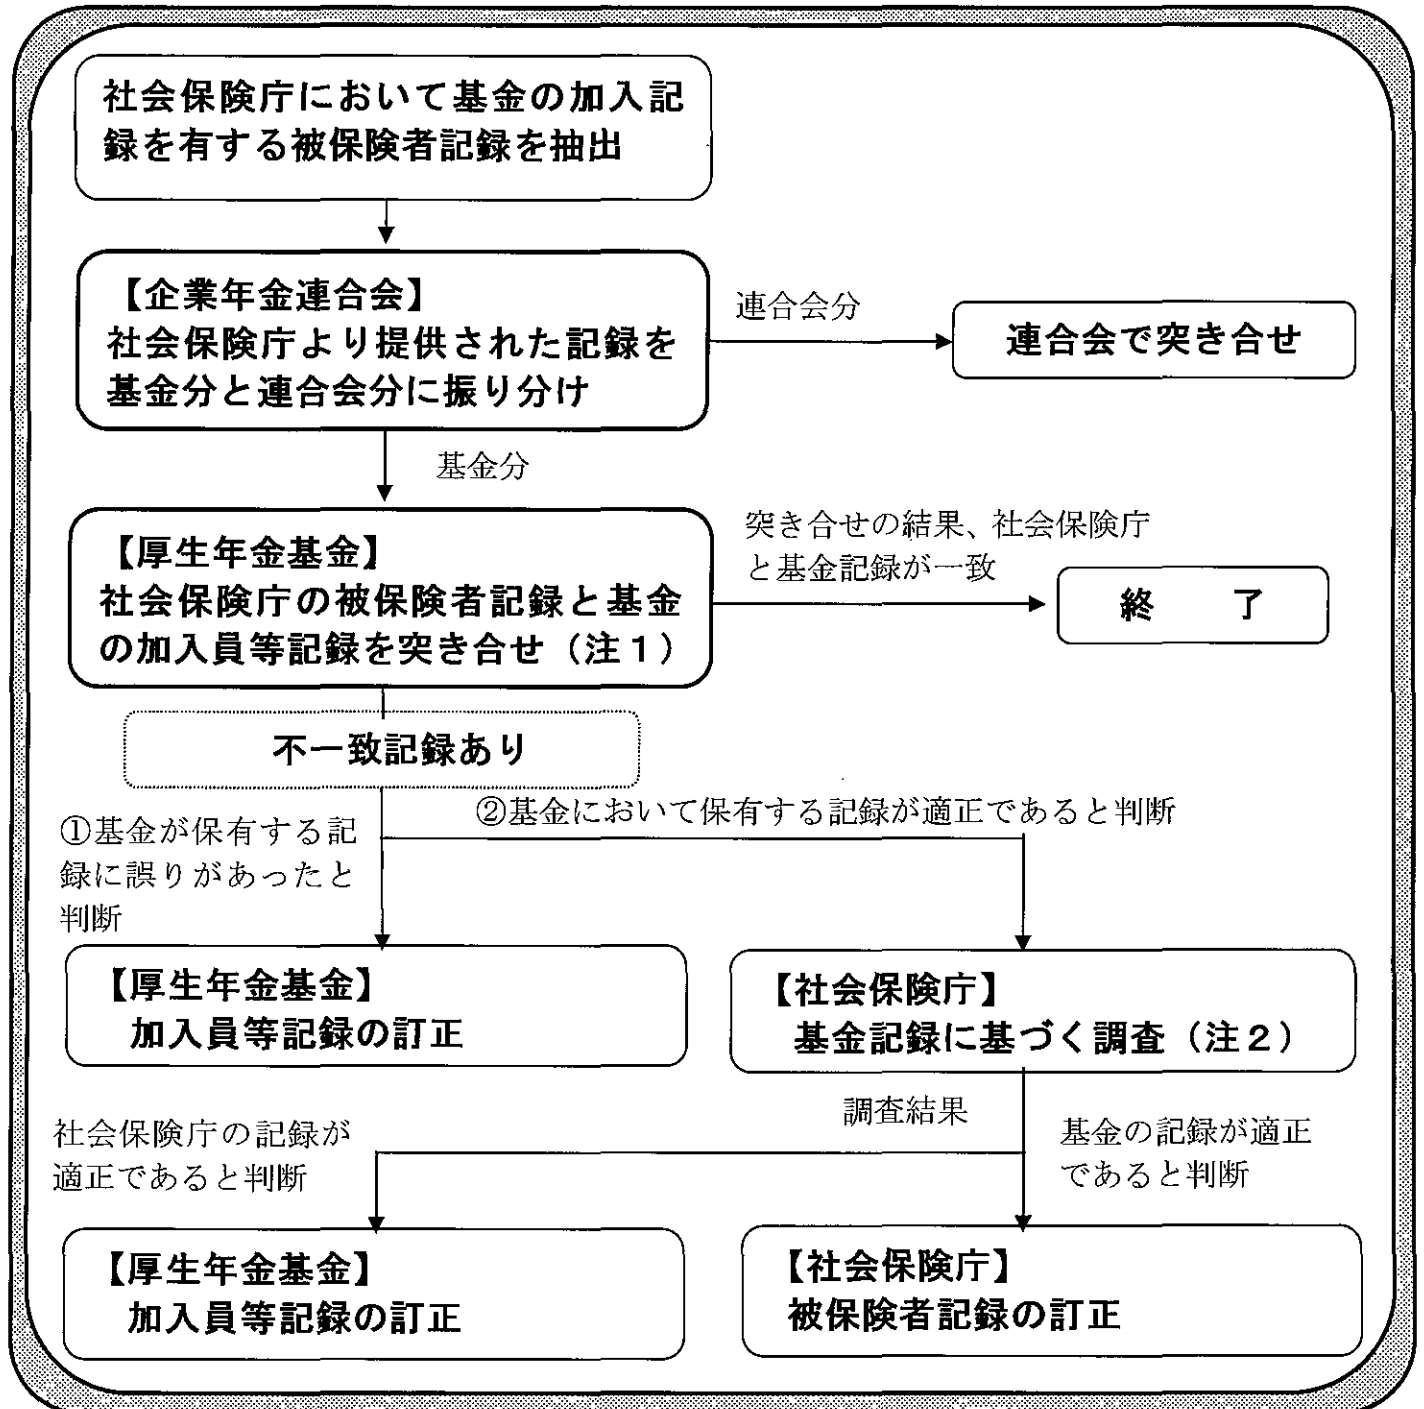 社会保険庁において基金の加入記
録を有する被保険者記録を抽出
【企業年金連合会】
社会保険庁より提供された記録を
基金分と連合会分に振り分け
連合会分
連合会で突き合せ
基金分
【厚生年金基金】
社会保険庁の被保険者記録と基金
の加入員等記録を突き合せ（注１）
突き合せの結果、社会保険庁
と基金記録が一致
終　　了
不一致記録あり
①基金が保有する記
録に誤りがあったと
判断
②基金において保有する記録が適正であると判断
【厚生年金基金】
加入員等記録の訂正
【社会保険庁】
基金記録に基づく調査（注２）
調査結果
社会保険庁の記録が
適正であると判断
基金の記録が適正
であると判断
【厚生年金基金】
加入員等記録の訂正
【社会保険庁】
被保険者記録の訂正